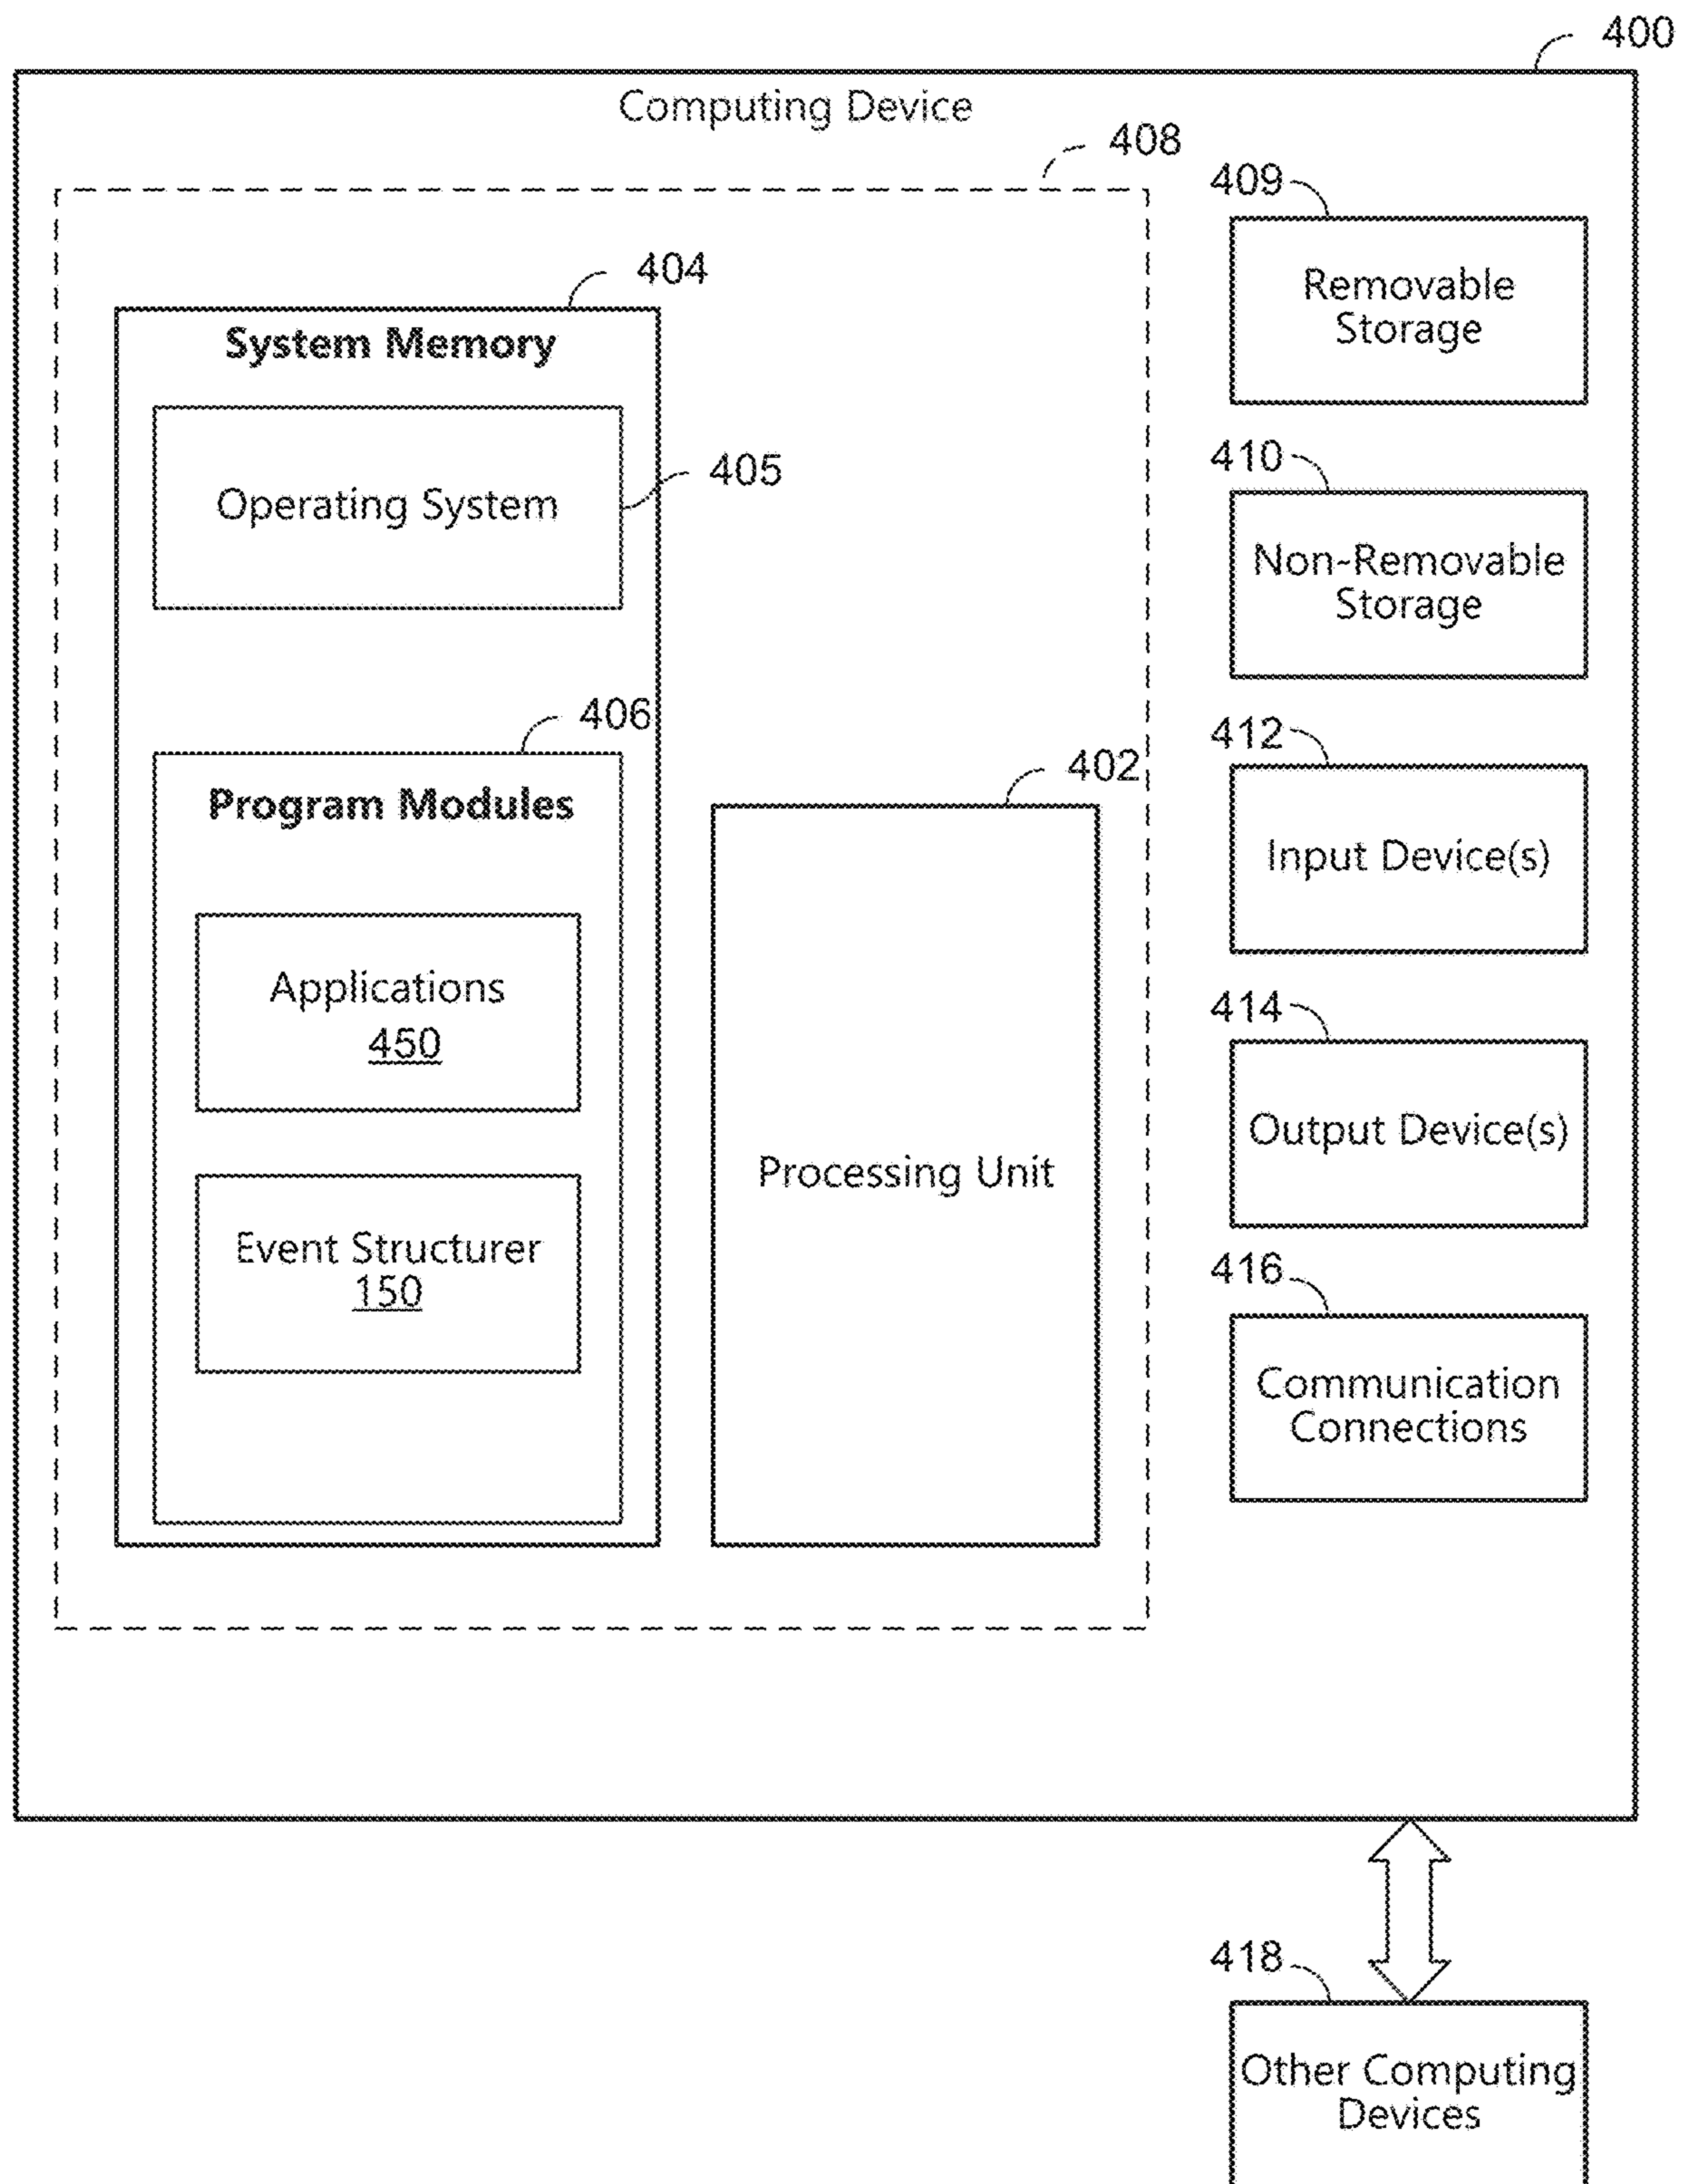 400
Computing Device
408
409
Removable
Storage
404
System Memory
Operating System
405
410
Non-Removable
Storage
406
Program Modules
402
412
Input Device(s)
Applications
450
414
Output Device(s)
Processing Unit
Event Structurer
150
416
Communication
Connections
418
Other Computing
Devices